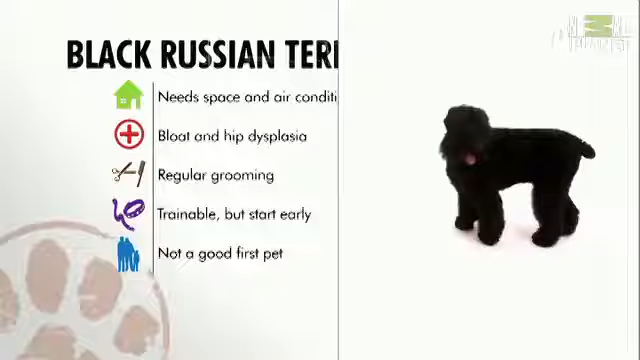 BLACK RUSSIAN TERI
Needs space and air conditi
Bloat and hip dysplasia
Regular grooming
Trainable, but start early
Not a good first pet